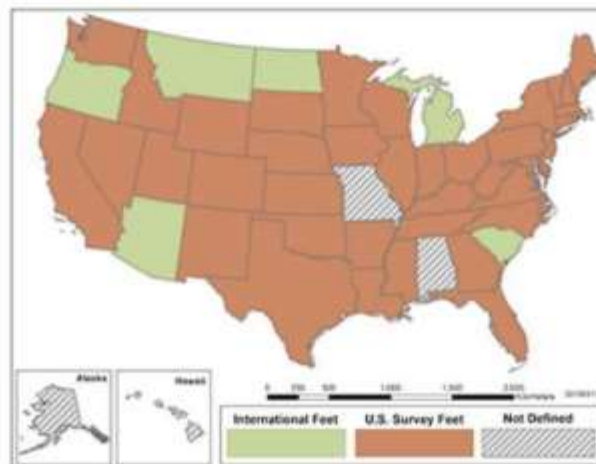 Alaska
Hawaii
0 250 500 1,000 1,500 2,000
International Feet
U.S. Survey Feet
Not Defined